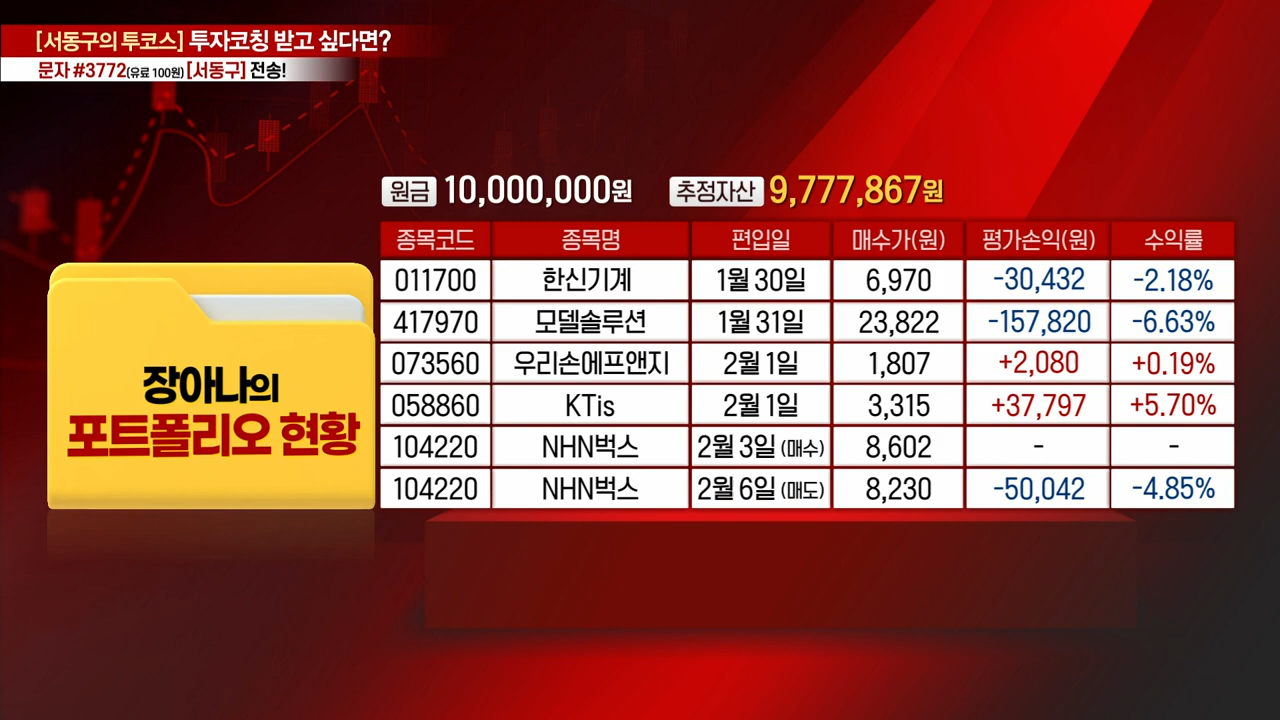 [서동구의 투코스] 투자코칭 받고 싶다면?
문자 #3772(유료 100원) [서동구] 전송!
원금 10,000,000원 추정자산 9,777,867원
종목코드 종목명 편입일 매수가(원) 평가손익(원) 수익률
011700 한신기계 1월 30일 6,970 -30,432 -2.18%
417970 모델솔루션 1월 31일 23,822 -157,820 -6.63%
073560 우리손에프앤지 2월 1일 1,807 +2,080 +0.19%
058860 KTis 2월 1일 3,315 +37,797 +5.70%
104220 NHN벅스 2월 3일 (매수) 8,602 - -
104220 NHN벅스 2월 6일 (매도) 8,230 -50,042 -4.85%
장아나의
포트폴리오 현황